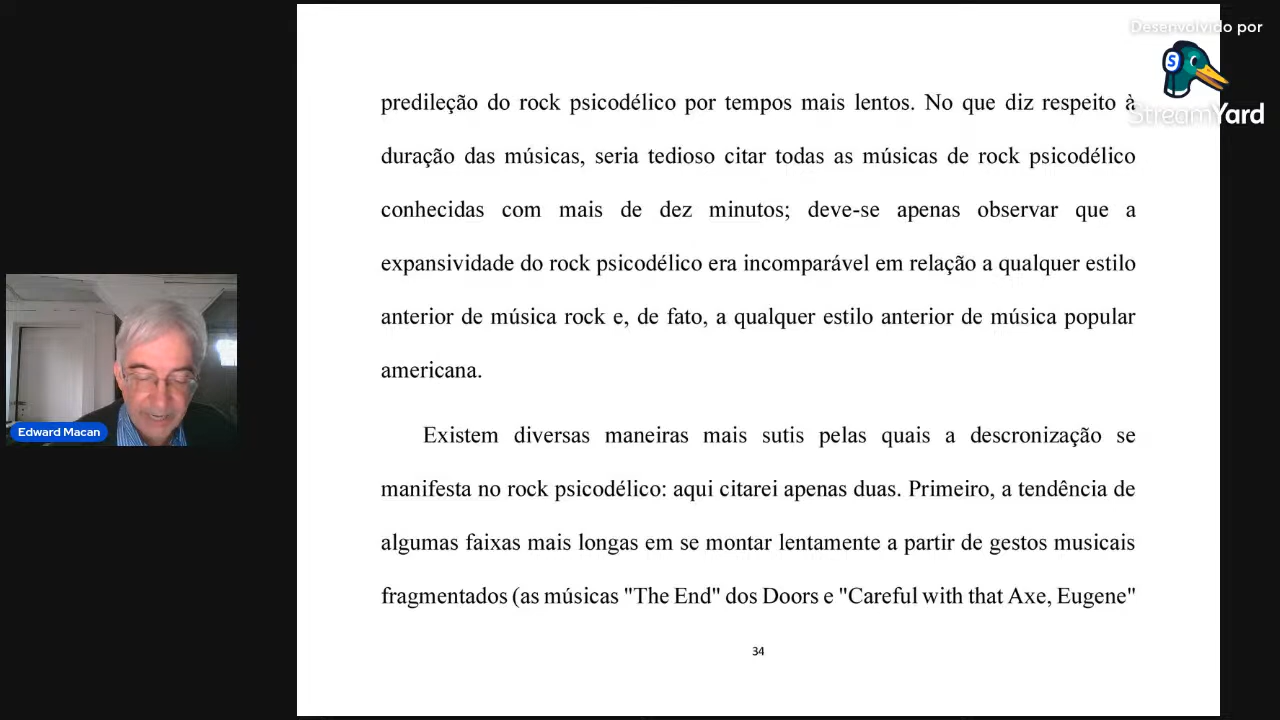 Desenvolvido por
StreamYard
predileção do rock psicodélico por tempos mais lentos. No que diz respeito à
duração das músicas, seria tedioso citar todas as músicas de rock psicodélico
conhecidas com mais de dez minutos; deve-se apenas observar que a
expansividade do rock psicodélico era incomparável em relação a qualquer estilo
anterior de música rock e, de fato, a qualquer estilo anterior de música popular
americana.
Existem diversas maneiras mais sutis pelas quais a descronização se
manifesta no rock psicodélico: aqui citarei apenas duas. Primeiro, a tendência de
algumas faixas mais longas em se montar lentamente a partir de gestos musicais
fragmentados (as músicas "The End" dos Doors e "Careful with that Axe, Eugene"
34
Edward Macan